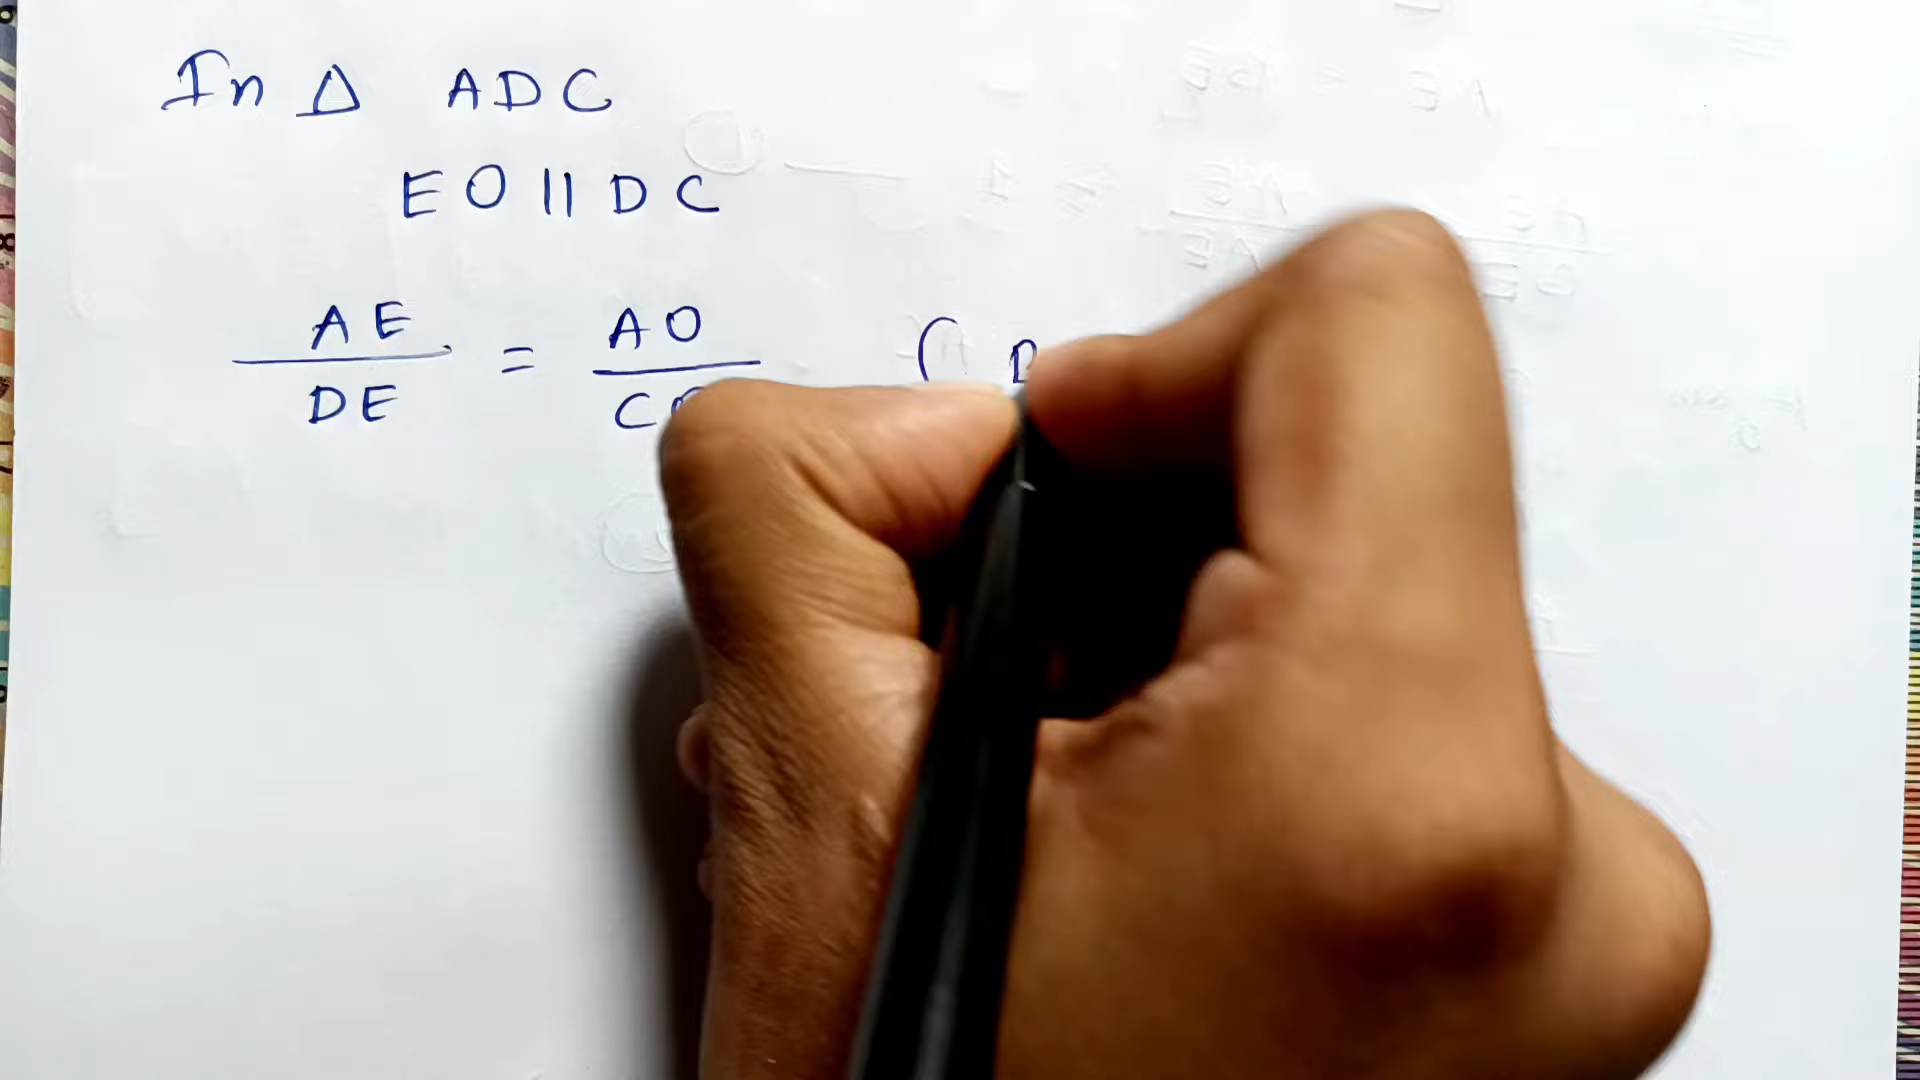 In Δ ADC
EO || DC
AE / DE = AO / C
(